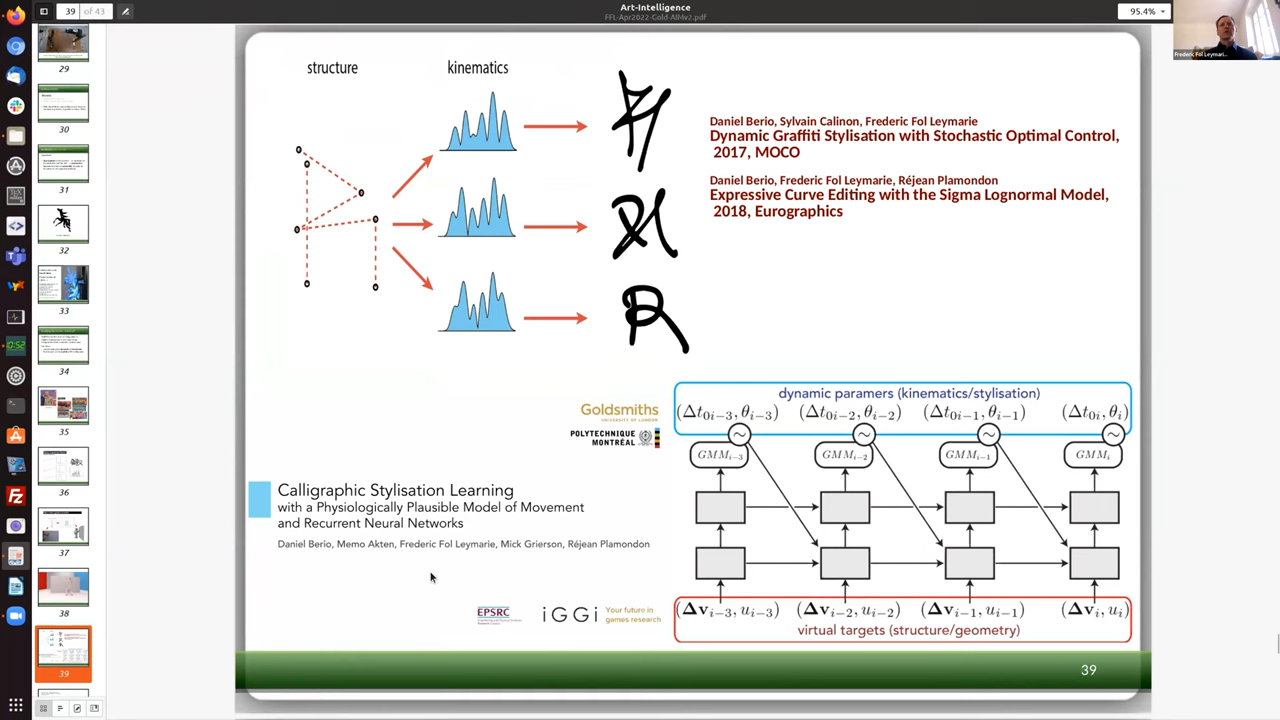 Art-Intelligence
FFL-Apr2022-Gold-AIMv2.pdf
39 of 43
95.4%
Frederic Fol Leymari...
29
30
31
32
33
34
35
36
37
38
39
structure
kinematics
Daniel Berio, Sylvain Calinon, Frederic Fol Leymarie
Dynamic Graffiti Stylisation with Stochastic Optimal Control,
2017, MOCO
Daniel Berio, Frederic Fol Leymarie, Réjean Plamondon
Expressive Curve Editing with the Sigma Lognormal Model,
2018, Eurographics
Goldsmiths
UNIVERSITY OF LONDON
POLYTECHNIQUE
MONTRÉAL
Calligraphic Stylisation Learning
with a Physiologically Plausible Model of Movement
and Recurrent Neural Networks
Daniel Berio, Memo Akten, Frederic Fol Leymarie, Mick Grierson, Réjean Plamondon
EPSRC
iGGi
Your future in
games research
dynamic paramers (kinematics/stylisation)
(Δt₀ᵢ₋₃, θᵢ₋₃) (Δt₀ᵢ₋₂, θᵢ₋₂) (Δt₀ᵢ₋₁, θᵢ₋₁) (Δt₀ᵢ, θᵢ)
~ ~ ~ ~
GMMᵢ₋₃ GMMᵢ₋₂ GMMᵢ₋₁ GMMᵢ
(Δvᵢ₋₃, uᵢ₋₃) (Δvᵢ₋₂, uᵢ₋₂) (Δvᵢ₋₁, uᵢ₋₁) (Δvᵢ, uᵢ)
virtual targets (structure/geometry)
39